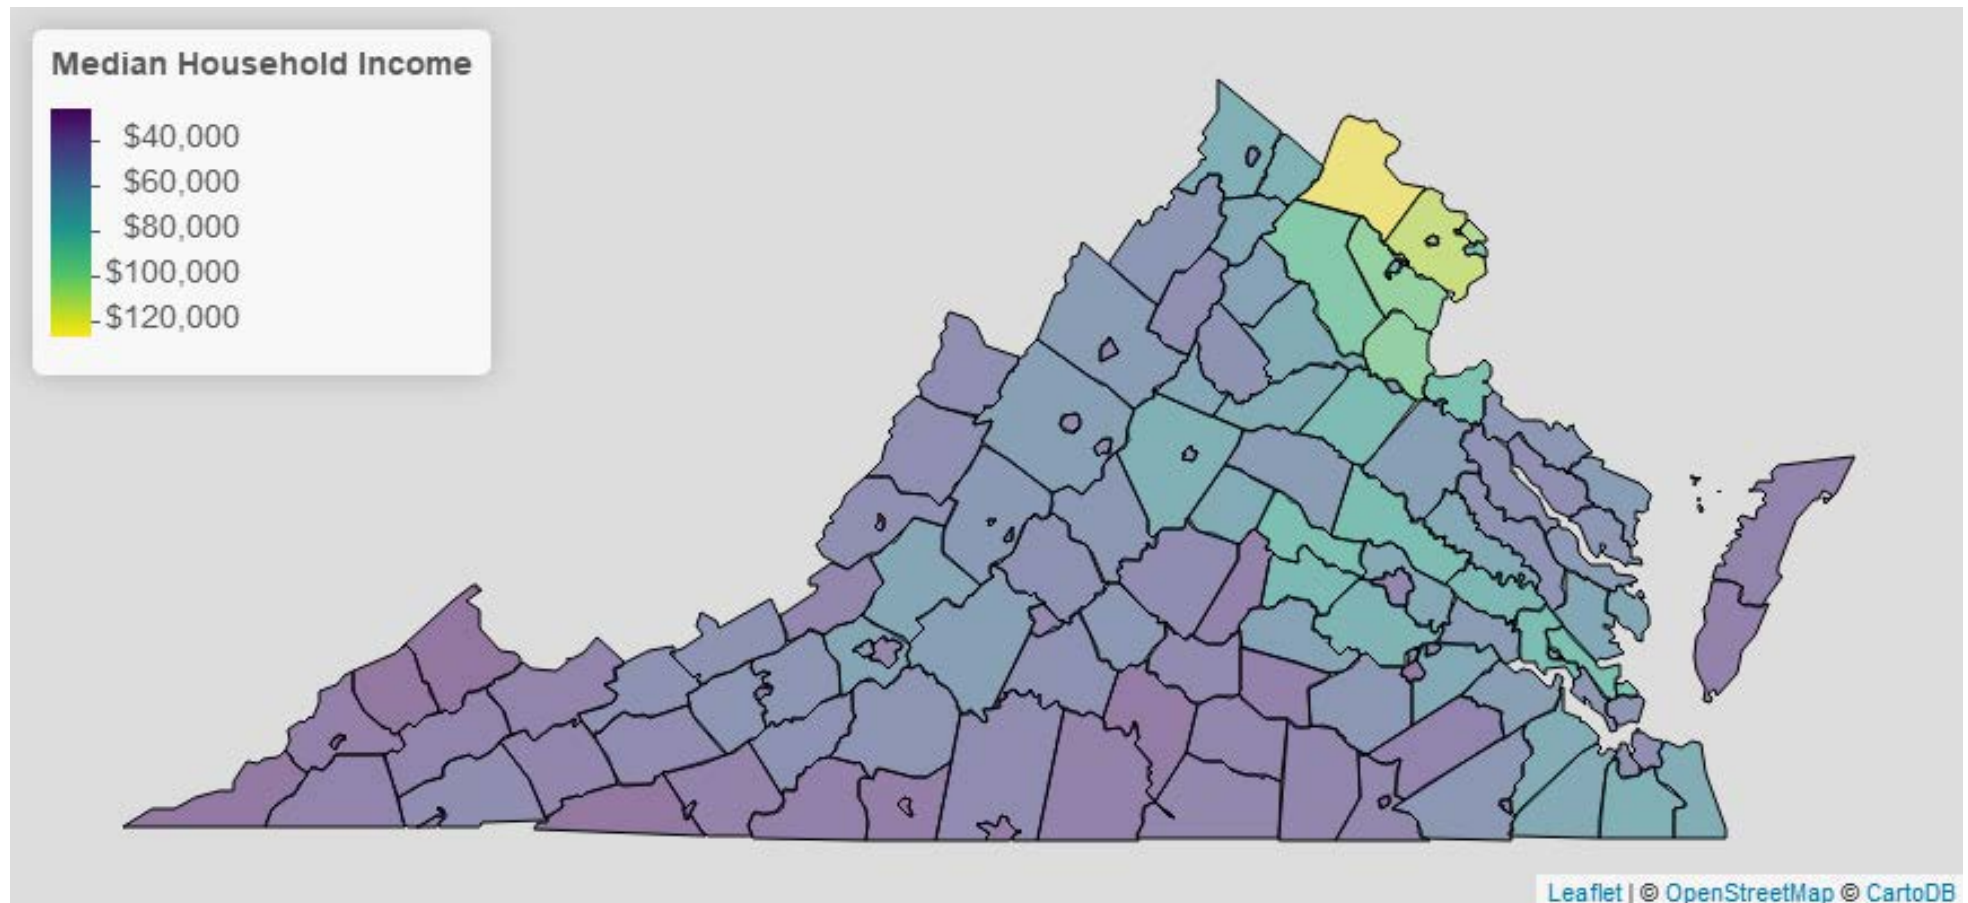 Median Household Income
$40,000
$60,000
$80,000
$100,000
$120,000
Leaflet | © OpenStreetMap © CartoDB